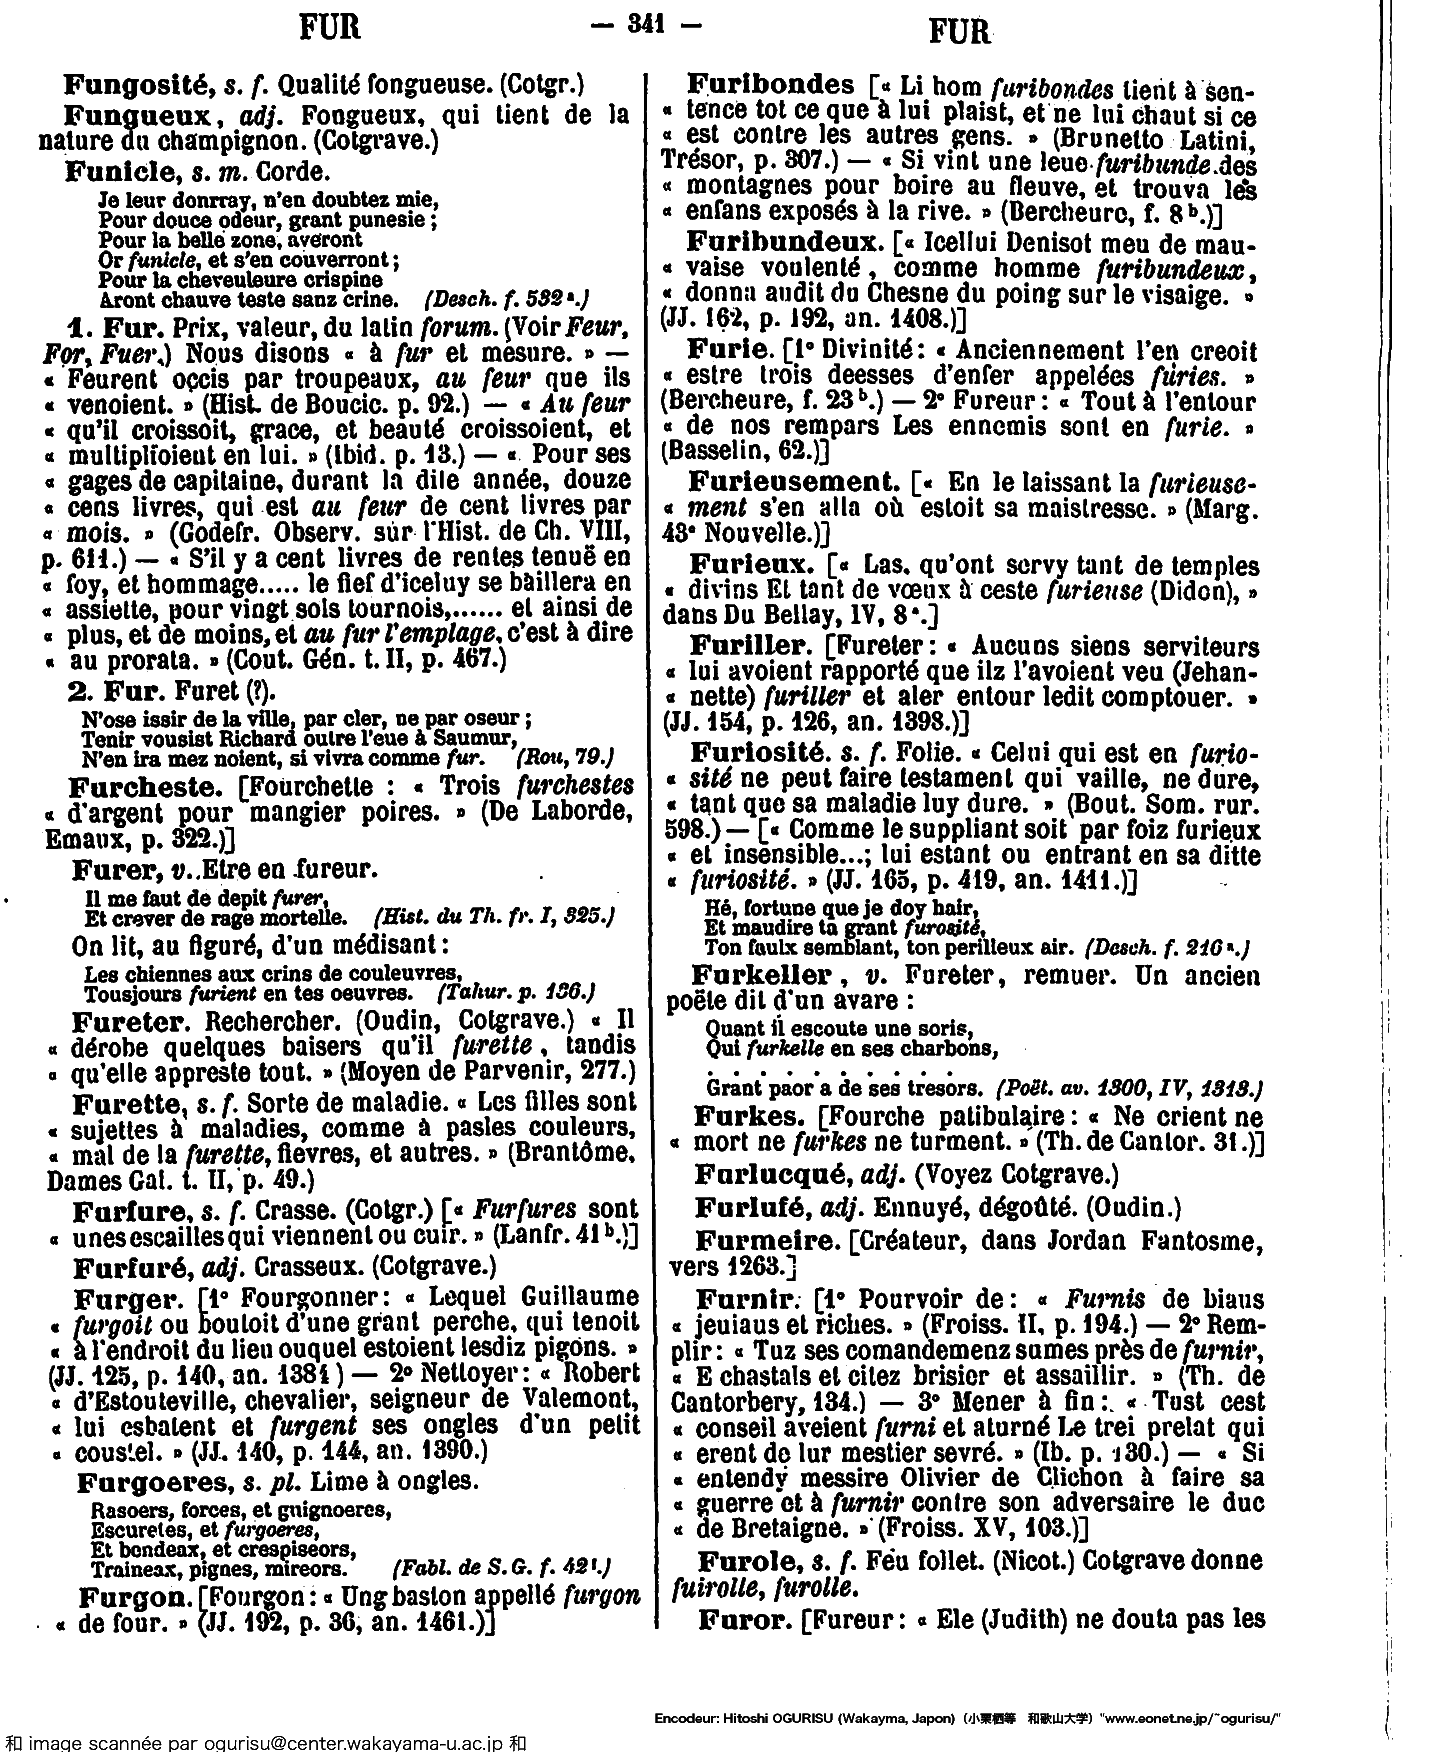 FUR
— 341 —
FUR
Fungosité, s. f. Qualité fongueuse. (Cotgr.)
Fungueux, adj. Fongueux, qui tient de la
nature du champignon. (Cotgrave.)
Funicle, s. m. Corde.
Je leur donrray, n'en doubtez mie,
Pour douce odeur, grant punesie ;
Pour la belle zone, averont
Or funicle, et s'en couverront ;
Pour la cheveuleure crispine
Aront chauve teste sanz crine. (Desch. f. 532ª.)
1. Fur. Prix, valeur, du latin forum. (Voir Feur,
For, Fuer.) Nous disons « à fur et mesure. » —
« Feurent occis par troupeaux, au feur que ils
« venoient. » (Hist. de Boucic. p. 92.) — « Au feur
« qu'il croissoit, grace, et beauté croissoient, et
« multiplioient en lui. » (Ibid. p. 13.) — « Pour ses
« gages de capitaine, durant la dite année, douze
« cens livres, qui est au feur de cent livres par
« mois. » (Godefr. Observ. sur l'Hist. de Ch. VIII,
p. 611.) — « S'il y a cent livres de rentes tenuë en
« foy, et hommage..... le fief d'iceluy se baillera en
« assiette, pour vingt sols tournois,...... et ainsi de
« plus, et de moins, et au fur l'emplage, c'est à dire
« au prorata. » (Cout. Gén. t. II, p. 467.)
2. Fur. Furet (?).
N'ose issir de la ville, par cler, ne par oseur ;
Tenir vousist Richard outre l'eue à Saumur,
N'en ira mez noient, si vivra comme fur. (Rou, 79.)
Furcheste. [Fourchette : « Trois furchestes
« d'argent pour mangier poires. » (De Laborde,
Emaux, p. 322.)]
Furer, v. Etre en fureur.
Il me faut de depit furer,
Et crever de rage mortelle. (Hist. du Th. fr. I, 325.)
On lit, au figuré, d'un médisant :
Les chiennes aux crins de couleuvres,
Tousjours furient en tes oeuvres. (Tahur. p. 136.)
Fureter. Rechercher. (Oudin, Cotgrave.) « Il
« dérobe quelques baisers qu'il furette, tandis
« qu'elle appreste tout. » (Moyen de Parvenir, 277.)
Furette, s. f. Sorte de maladie. « Les filles sont
« sujettes à maladies, comme à pasles couleurs,
« mal de la furette, fievres, et autres. » (Brantôme,
Dames Gal. t. II, p. 49.)
Furfure, s. f. Crasse. (Cotgr.) [« Furfures sont
« unes escailles qui viennent ou cuir. » (Lanfr. 41ᵇ.)]
Furfuré, adj. Crasseux. (Cotgrave.)
Furger. [1° Fourgonner : « Lequel Guillaume
« furgoit ou bouloit d'une grant perche, qui tenoit
« à l'endroit du lieu ouquel estoient lesdiz pigons. »
(JJ. 125, p. 140, an. 1384) — 2° Nettoyer : « Robert
« d'Estouteville, chevalier, seigneur de Valemont,
« lui esbatent et furgent ses ongles d'un petit
« coustel. » (JJ. 140, p. 144, an. 1390.)
Furgoeres, s. pl. Lime à ongles.
Rasoers, forces, et guignoeres,
Escuretes, et furgoeres,
Et bendeax, et crespiseors,
Traineax, pignes, mireors. (Fabl. de S. G. f. 42¹.)
Furgon. [Fourgon : « Ung baston appellé furgon
« de four. » (JJ. 192, p. 36, an. 1461.)]
Furibondes [« Li hom furibondes tient à sen-
« tence tot ce que à lui plaist, et ne lui chaut si ce
« est contre les autres gens. » (Brunetto Latini,
Trésor, p. 307.) — « Si vint une leue furibunde des
« montagnes pour boire au fleuve, et trouva les
« enfans exposés à la rive. » (Bercheure, f. 8ᵇ.)]
Furibundeux. [« Icellui Denisot meu de mau-
« vaise voulenté, comme homme furibundeux,
« donna audit du Chesne du poing sur le visaige. »
(JJ. 162, p. 192, an. 1408.)]
Furie. [1° Divinité : « Anciennement l'en creoit
« estre trois deesses d'enfer appelées furies. »
(Bercheure, f. 23ᵇ.) — 2° Fureur : « Tout à l'entour
« de nos rempars Les ennemis sont en furie. »
(Basselin, 62.)]
Furieusement. [« En le laissant la furieuse-
« ment s'en alla où estoit sa maistresse. » (Marg.
43ᵉ Nouvelle.)]
Furieux. [« Las, qu'ont servy tant de temples
« divins Et tant de vœux à ceste furieuse (Didon), »
dans Du Bellay, IV, 8ª.]
Furiller. [Fureter : « Aucuns siens serviteurs
« lui avoient rapporté que ilz l'avoient veu (Jehan-
« nette) furiller et aler entour ledit comptouer. »
(JJ. 154, p. 126, an. 1398.)]
Furiosité. s. f. Folie. « Celui qui est en furio-
« sité ne peut faire testament qui vaille, ne dure,
« tant que sa maladie luy dure. » (Bout. Som. rur.
598.) — [« Comme le suppliant soit par foiz furieux
« et insensible...; lui estant ou entrant en sa ditte
« furiosité. » (JJ. 165, p. 419, an. 1411.)]
Hé, fortune que je doy hair,
Et maudire ta grant furosité,
Ton faulx semblant, ton perilleux air. (Desch. f. 216ª.)
Furkeller, v. Fureter, remuer. Un ancien
poëte dit d'un avare :
Quant il escoute une soris,
Qui furkelle en ses charbons,
. . . . . . . . . .
Grant paor a de ses tresors. (Poët. av. 1300, IV, 1313.)
Furkes. [Fourche patibulaire : « Ne crient ne
« mort ne furkes ne turment. » (Th. de Cantor. 31.)]
Furlucqué, adj. (Voyez Cotgrave.)
Furlufé, adj. Ennuyé, dégoûté. (Oudin.)
Furmeire. [Créateur, dans Jordan Fantosme,
vers 1263.]
Furnir. [1° Pourvoir de : « Furnis de biaus
« jeuiaus et riches. » (Froiss. II, p. 194.) — 2° Rem-
plir : « Tuz ses comandemenz sumes près de furnir,
« E chastals et citez brisier et assaillir. » (Th. de
Cantorbery, 134.) — 3° Mener à fin : « Tust cest
« conseil aveient furni et aturné Le trei prelat qui
« erent de lur mestier sevré. » (Ib. p. 130.) — « Si
« entendy messire Olivier de Clichon à faire sa
« guerre et à furnir contre son adversaire le duc
« de Bretaigne. » (Froiss. XV, 103.)]
Furole, s. f. Feu follet. (Nicot.) Cotgrave donne
fuirolle, furolle.
Furor. [Fureur : « Ele (Judith) ne douta pas les
Encodeur: Hitoshi OGURISU (Wakayma, Japon) (小栗栖等 和歌山大学) "www.eonet.ne.jp/~ogurisu/"
和 image scannée par ogurisu@center.wakayama-u.ac.jp 和